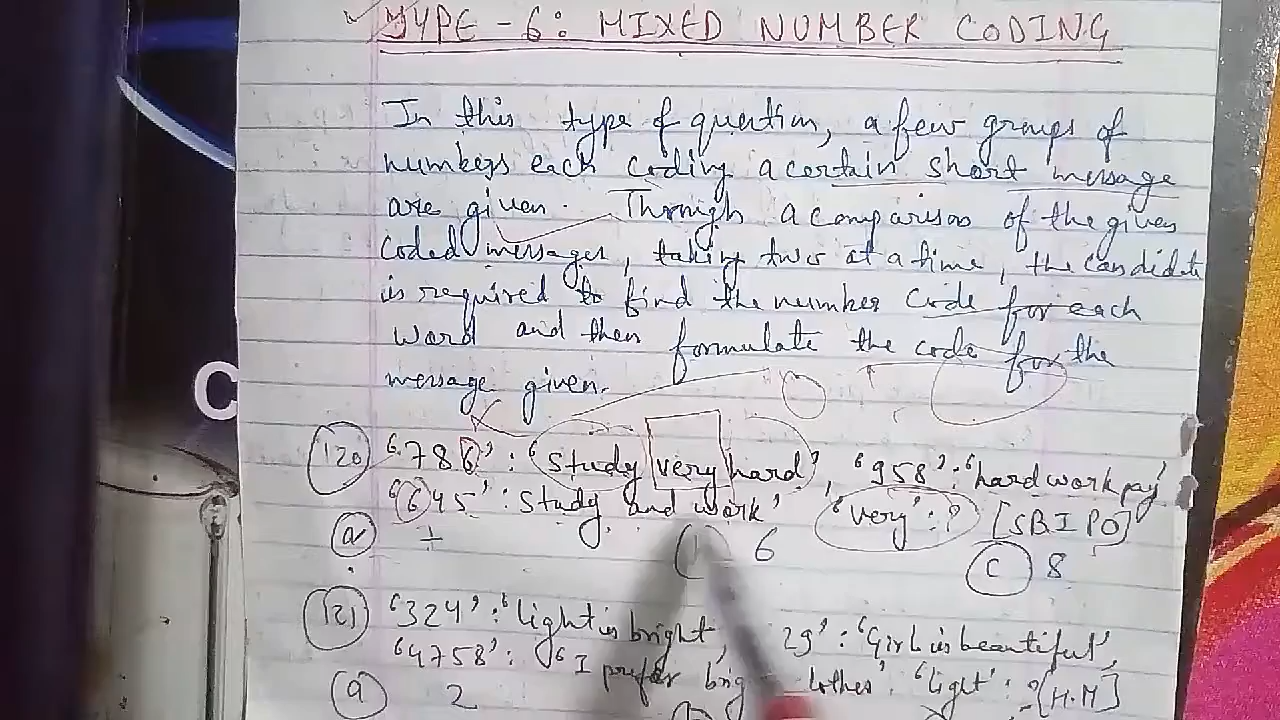 TYPE - 6: MIXED NUMBER CODING
In this type of question, a few groups of
numbers each coding a certain short message
are given. Through a comparison of the given
coded messages, taking two at a time, the candidate
is required to find the number code for each
word and then formulate the code for the
message given.
120 '786' : 'study very hard', '958' : 'hard work pay'
'645' : study and work' 'very' : ? [SBI PO]
a 7 6 C 8
121 '324' : 'light is bright', 29' : 'Girl is beautiful',
'4758' : 'I prefer brig lothes'. 'light' : ? [H.M]
a 2
C